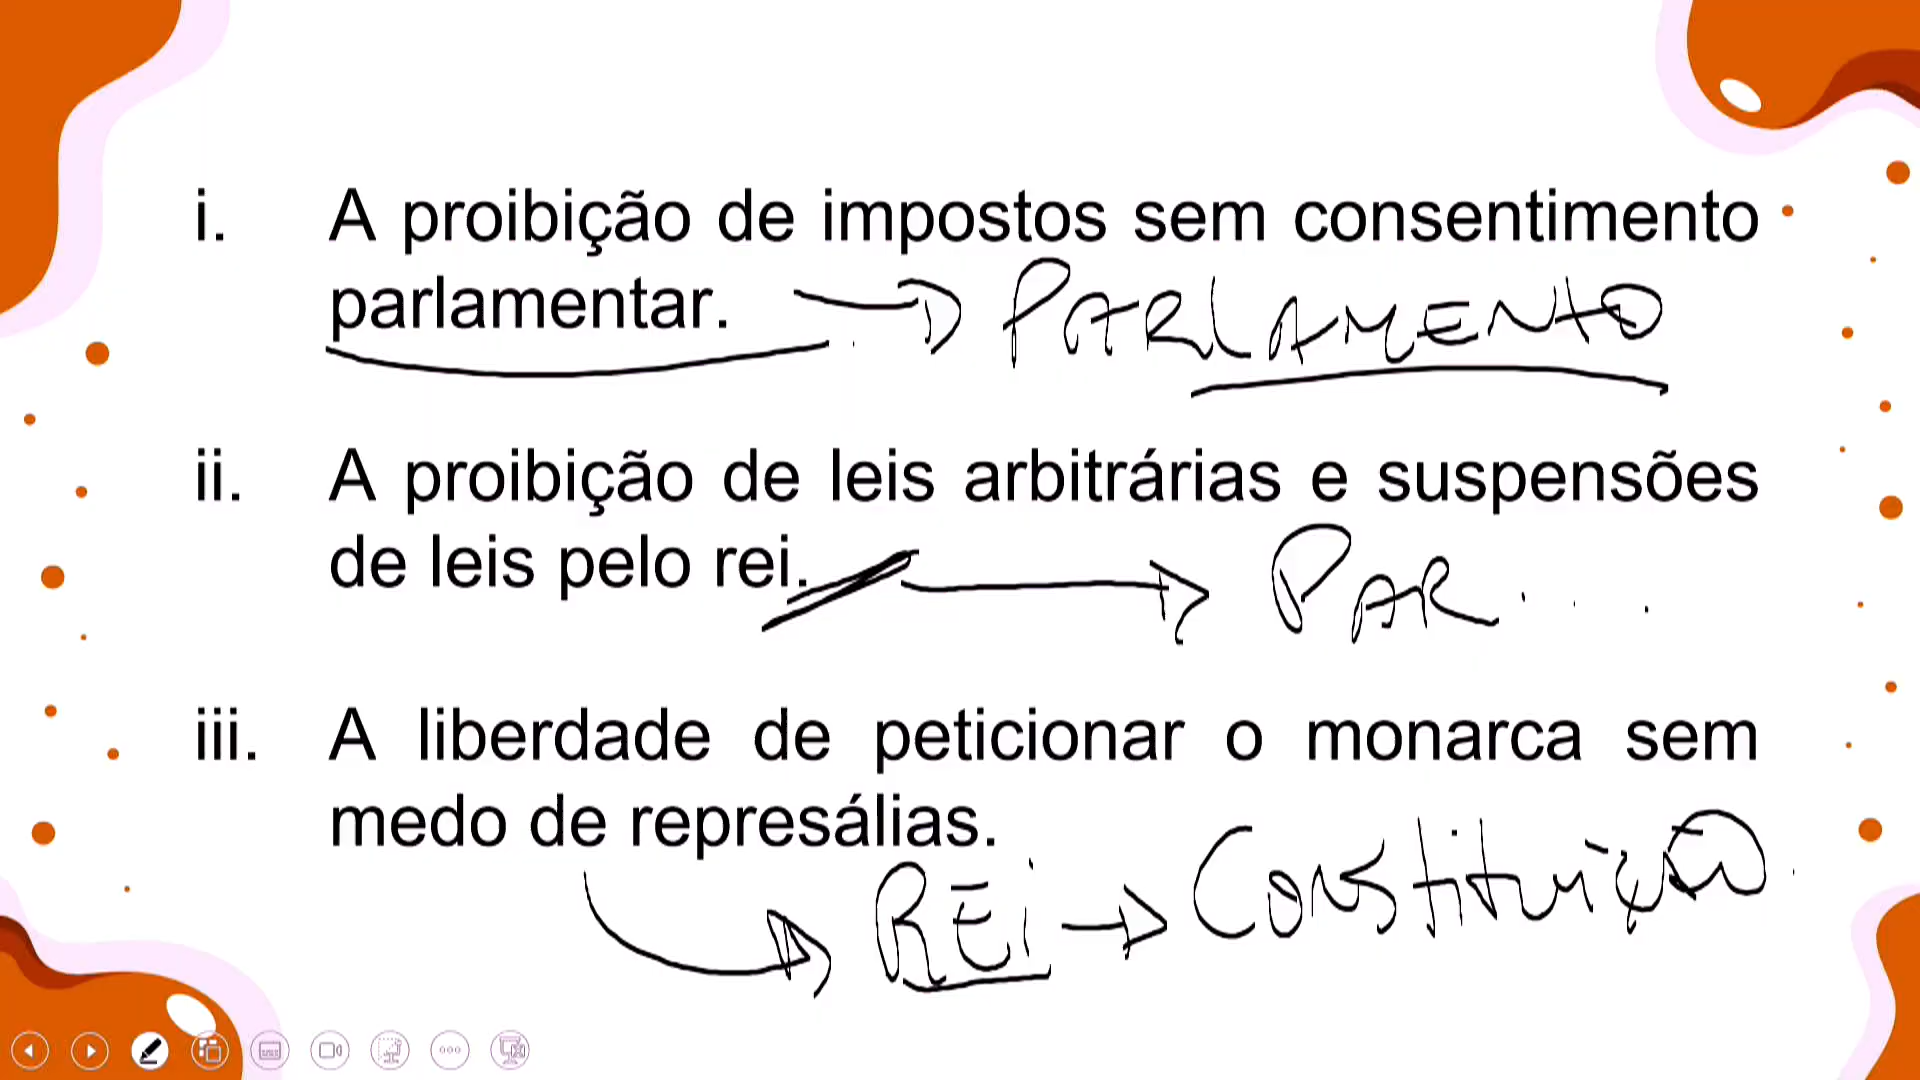 i. A proibição de impostos sem consentimento
parlamentar. PARLAMENTO
ii. A proibição de leis arbitrárias e suspensões
de leis pelo rei. PAR...
iii. A liberdade de peticionar o monarca sem
medo de represálias.
REi Constituição